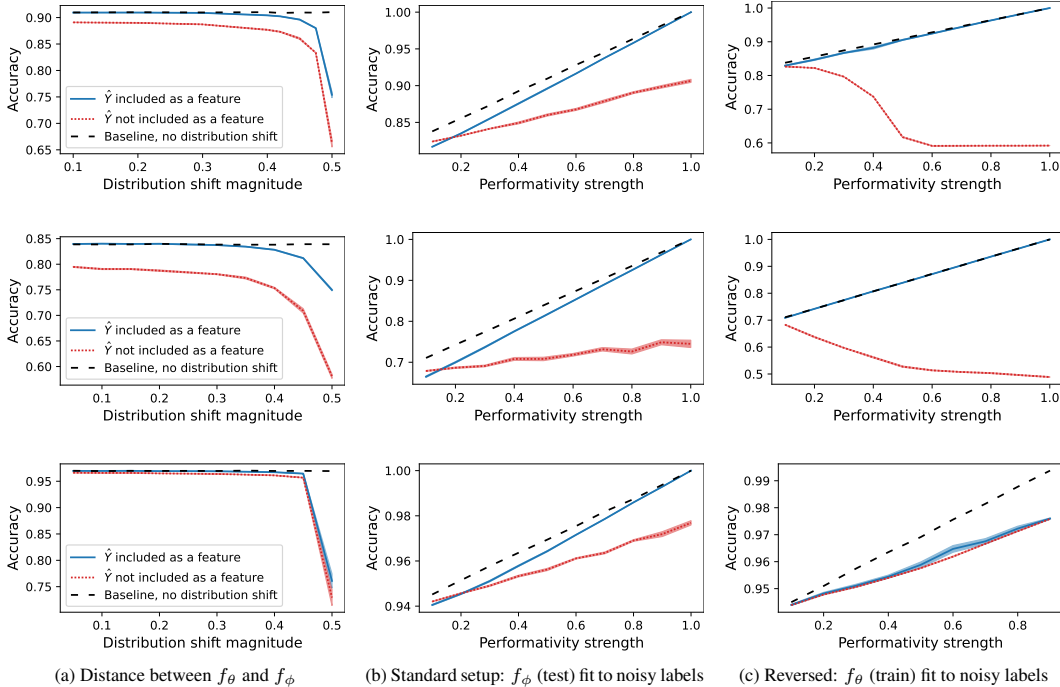 0.90
0.85
0.80
0.75
0.70
0.65
Accuracy
Ŷ included as a feature
Ŷ not included as a feature
Baseline, no distribution shift
0.1 0.2 0.3 0.4 0.5
Distribution shift magnitude
1.00
0.95
0.90
0.85
Accuracy
0.2 0.4 0.6 0.8 1.0
Performativity strength
1.0
0.9
0.8
0.7
0.6
Accuracy
0.2 0.4 0.6 0.8 1.0
Performativity strength
0.85
0.80
0.75
0.70
0.65
0.60
Accuracy
Ŷ included as a feature
Ŷ not included as a feature
Baseline, no distribution shift
0.1 0.2 0.3 0.4 0.5
Distribution shift magnitude
1.0
0.9
0.8
0.7
Accuracy
0.2 0.4 0.6 0.8 1.0
Performativity strength
1.0
0.9
0.8
0.7
0.6
0.5
Accuracy
0.2 0.4 0.6 0.8 1.0
Performativity strength
0.95
0.90
0.85
0.80
0.75
Accuracy
Ŷ included as a feature
Ŷ not included as a feature
Baseline, no distribution shift
0.1 0.2 0.3 0.4 0.5
Distribution shift magnitude
1.00
0.98
0.96
0.94
Accuracy
0.2 0.4 0.6 0.8 1.0
Performativity strength
0.99
0.98
0.97
0.96
0.95
Accuracy
0.2 0.4 0.6 0.8
Performativity strength
(a) Distance between f_θ and f_ϕ
(b) Standard setup: f_ϕ (test) fit to noisy labels
(c) Reversed: f_θ (train) fit to noisy labels